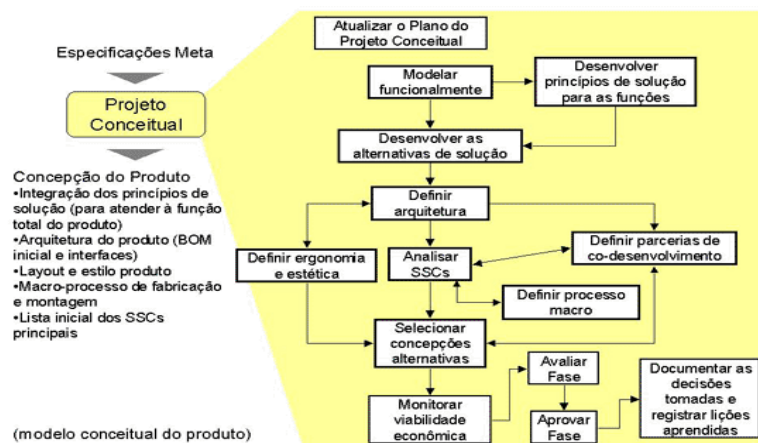 Especificações Meta
Projeto
Conceitual
Concepção do Produto
•Integração dos princípios de
solução (para atender à função
total do produto)
•Arquitetura do produto (BOM
inicial e interfaces)
•Layout e estilo produto
•Macro-processo de fabricação
e montagem
•Lista inicial dos SSCs
principais
(modelo conceitual do produto)
Atualizar o Plano do
Projeto Conceitual
Modelar
funcionalmente
Desenvolver
princípios de solução
para as funções
Desenvolver as
alternativas de solução
Definir
arquitetura
Definir ergonomia
e estética
Analisar
SSCs
Definir parcerias de
co-desenvolvimento
Definir processo
macro
Selecionar
concepções
alternativas
Monitorar
viabilidade
econômica
Avaliar
Fase
Aprovar
Fase
Documentar as
decisões
tomadas e
registrar lições
aprendidas